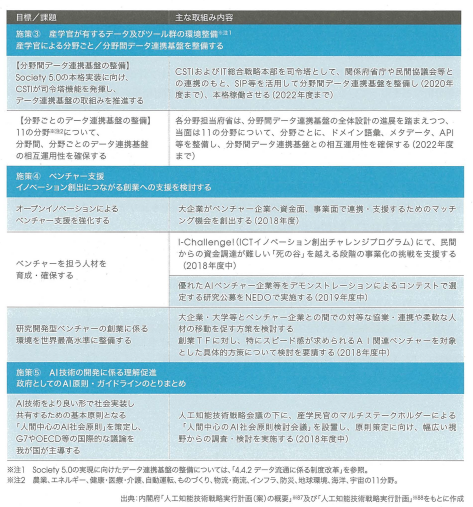 目標／課題
主な取組み内容
施策③　産学官が有するデータ及びツール群の環境整備※注1
産学官による分野ごと／分野間データ連携基盤を整備する
【分野間データ連携基盤の整備】
Society 5.0の本格実装に向け、
CSTIが司令塔機能を発揮し、
データ連携基盤の取組みを推進する
CSTIおよびIT総合戦略本部を司令塔として、関係府省庁や民間協議会等と
の連携のもと、SIP等を活用して分野間データ連携基盤を整備し(2020年
度まで)、本格稼働させる(2022年度まで)
【分野ごとのデータ連携基盤の整備】
11の分野※注2について、
分野間、分野ごとのデータ連携基盤
の相互運用性を確保する
各分野担当府省は、分野間データ連携基盤の全体設計の進展を踏まえつつ、
当面は11の分野について、分野ごとに、ドメイン語彙、メタデータ、API
等を整備し、分野間データ連携基盤との相互運用性を確保する(2022年度
まで)
施策④　ベンチャー支援
イノベーション創出につながる創業への支援を検討する
オープンイノベーションによる
ベンチャー支援を強化する
大企業がベンチャー企業へ資金面、事業面で連携・支援するためのマッチ
ング機会を創出する(2018年度)
ベンチャーを担う人材を
育成・確保する
I-Challenge!(ICTイノベーション創出チャレンジプログラム)にて、民間
からの資金調達が難しい「死の谷」を越える段階の事業化の挑戦を支援す
る(2018年度中)
優れたAIベンチャー企業等をデモンストレーションによるコンテストで選
定する研究公募をNEDOで実施する(2019年度中)
研究開発型ベンチャーの創業に係る
環境を世界最高水準に整備する
大企業・大学等とベンチャー企業との間での対等な協業・連携や柔軟な人
材の移動を促す方策を検討する
創業TFに対し、特にスピード感が求められるAI関連ベンチャーを対象
とした具体的方策について検討を要請する(2018年度中)
施策⑤　AI技術の開発に係る理解促進
政府としてのAI原則・ガイドラインのとりまとめ
AI技術をより良い形で社会実装し
共有するための基本原則となる
「人間中心のAI社会原則」を策定し、
G7やOECD等の国際的な議論を
我が国が主導する
人工知能技術戦略会議の下に、産学民官のマルチステークホルダーによる
「人間中心のAI社会原則検討会議」を設置し、原則策定に向け、幅広い視
野からの調査・検討を実施する(2018年度中)
※注1　Society 5.0の実現に向けたデータ連携基盤の整備については、「4.4.2 データ流通に係る制度改革」を参照。
※注2　農業、エネルギー、健康・医療・介護、自動運転、ものづくり、物流・商流、インフラ、防災、地球環境、海洋、宇宙の11分野。
出典：内閣府「人工知能技術戦略実行計画(案)の概要」※87及び「人工知能技術戦略実行計画」※88をもとに作成